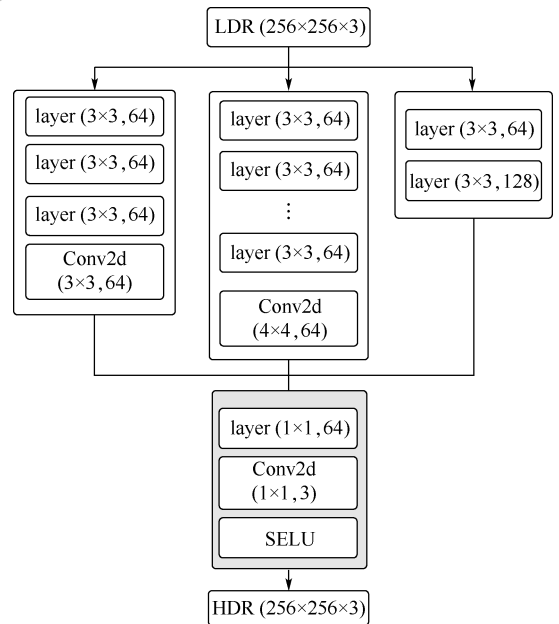 LDR (256×256×3)
layer (3×3,64)
layer (3×3,64)
layer (3×3,64)
Conv2d
(3×3,64)
layer (3×3,64)
layer (3×3,64)
⋮
layer (3×3,64)
Conv2d
(4×4,64)
layer (3×3,64)
layer (3×3,128)
layer (1×1,64)
Conv2d
(1×1,3)
SELU
HDR (256×256×3)